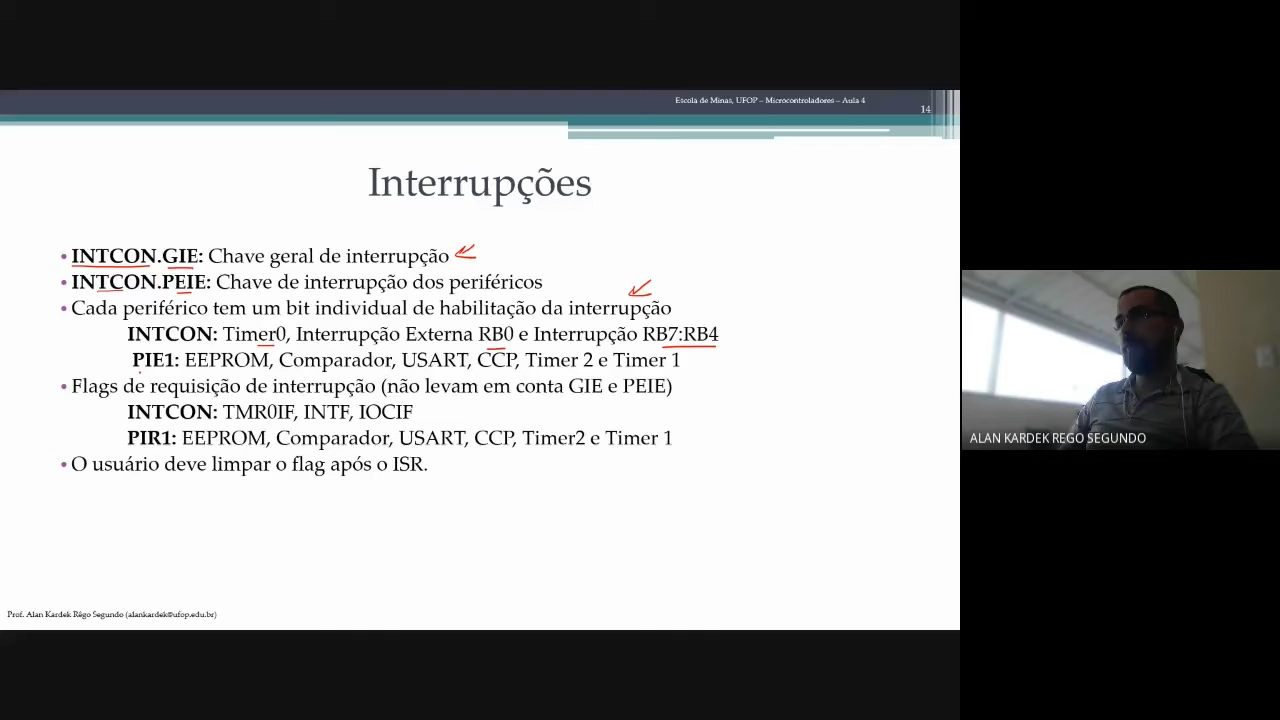 Escola de Minas, UFOP – Microcontroladores – Aula 4
14
Interrupções
• INTCON.GIE: Chave geral de interrupção
• INTCON.PEIE: Chave de interrupção dos periféricos
• Cada periférico tem um bit individual de habilitação da interrupção
INTCON: Timer0, Interrupção Externa RB0 e Interrupção RB7:RB4
PIE1: EEPROM, Comparador, USART, CCP, Timer 2 e Timer 1
• Flags de requisição de interrupção (não levam em conta GIE e PEIE)
INTCON: TMR0IF, INTF, IOCIF
PIR1: EEPROM, Comparador, USART, CCP, Timer2 e Timer 1
• O usuário deve limpar o flag após o ISR.
ALAN KARDEK REGO SEGUNDO
Prof. Alan Kardek Rêgo Segundo (alankardek@ufop.edu.br)